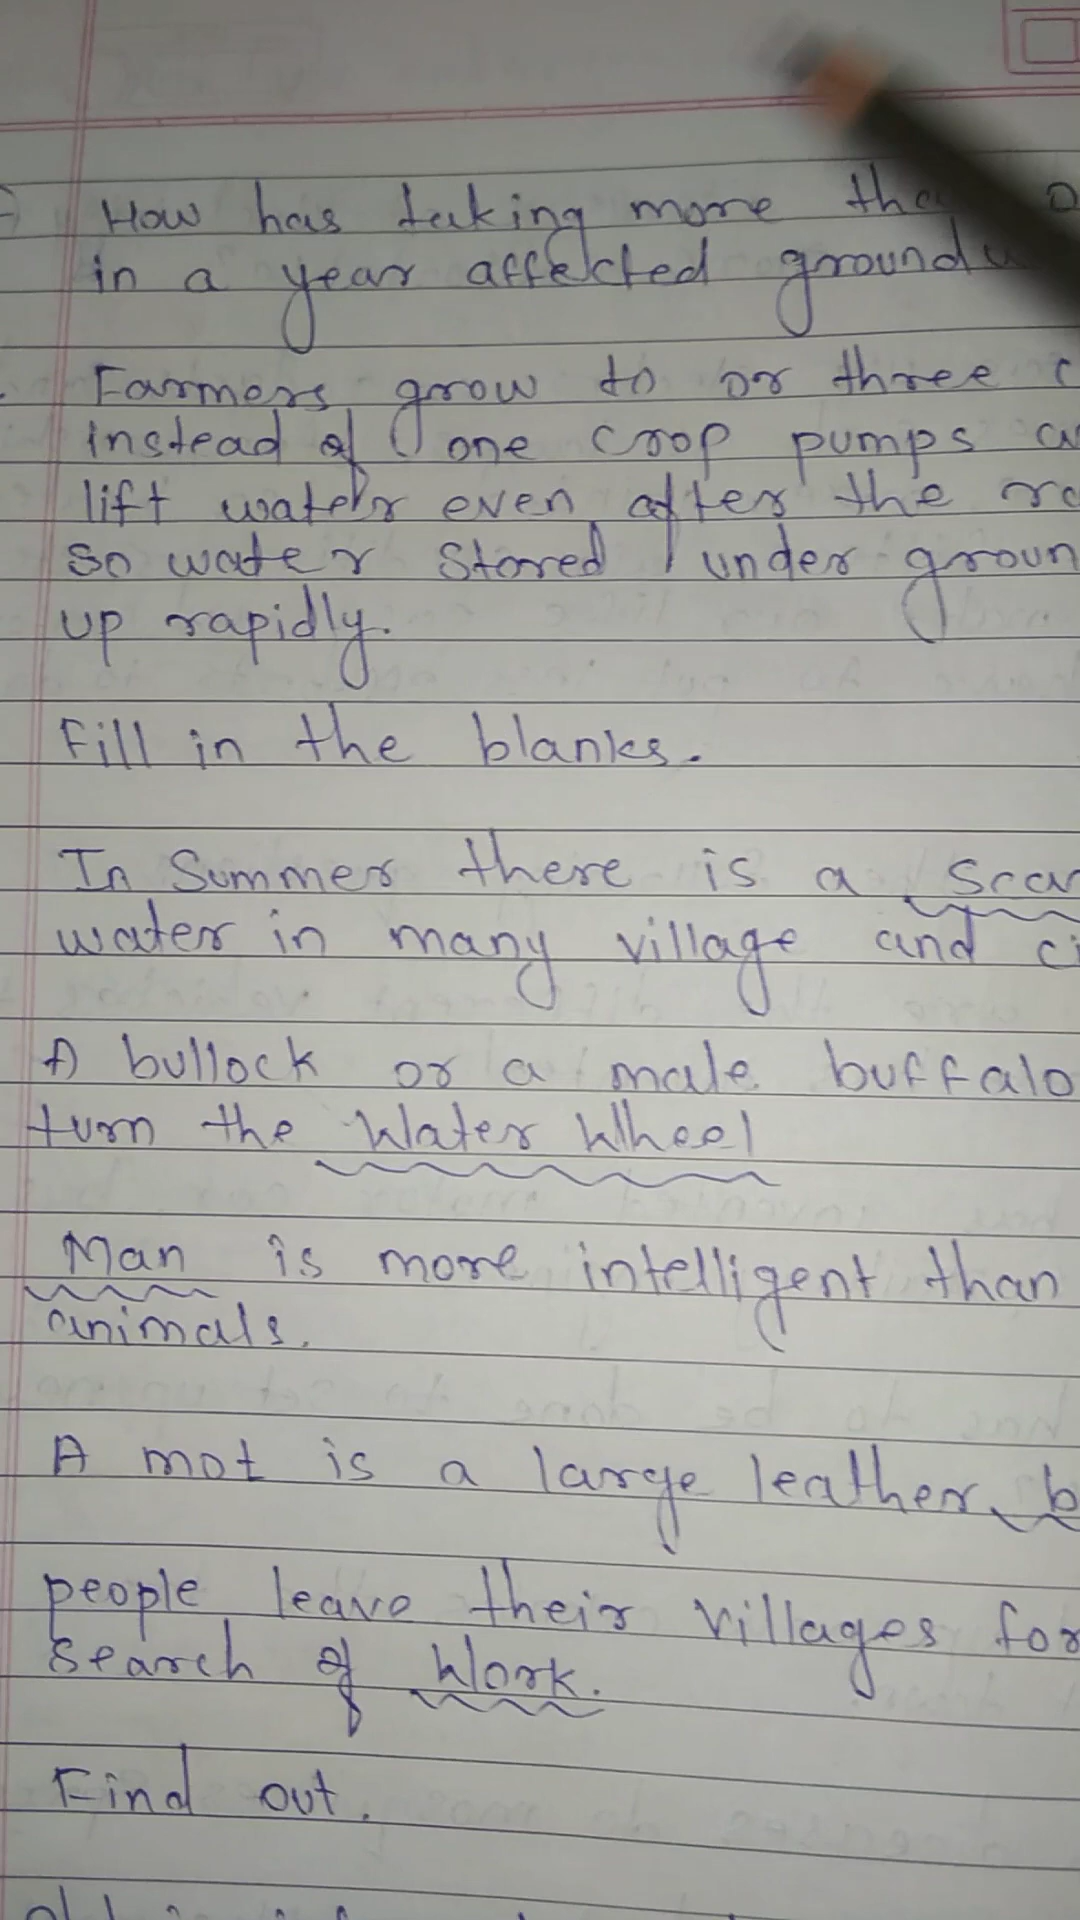 How has taking more
in a year affected
Farmers grow to or three
instead of one crop pumps
lift water even after the
so water stored under
up rapidly.
Fill in the blanks.
In Summer there is a
water in many village and
A bullock or a male buffalo
turn the Water Wheel
Man is more intelligent than
animals.
A mot is a large leather
people leave their villages for
search of Work.
Find out.